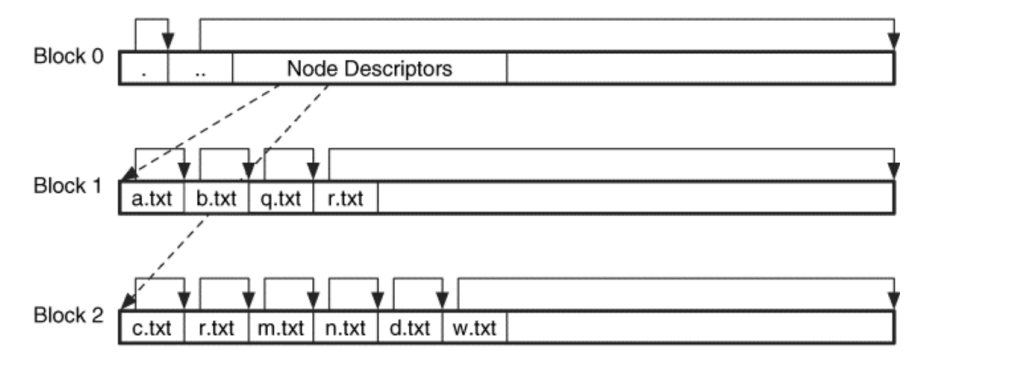 Block 0 . .. Node Descriptors
Block 1 a.txt b.txt q.txt r.txt
Block 2 c.txt r.txt m.txt n.txt d.txt w.txt